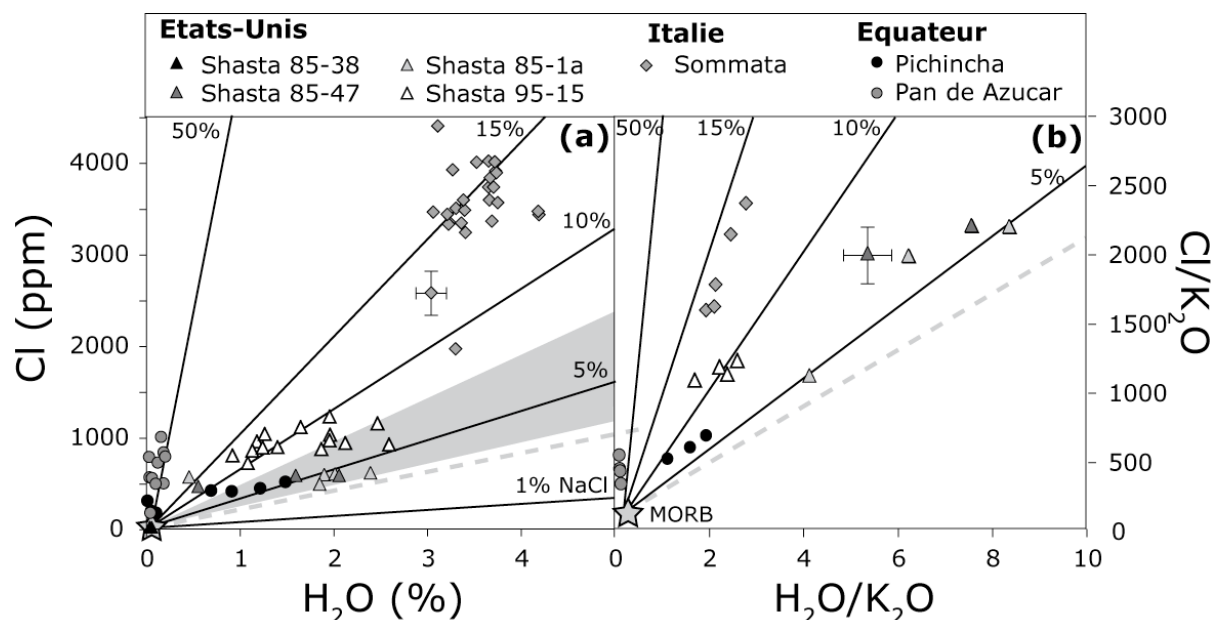 Etats-Unis Italie Equateur
Shasta 85-38 Shasta 85-1a Sommata Pichincha
Shasta 85-47 Shasta 95-15 Pan de Azucar
50% 15% (a) 50% 15% 10% (b) 3000
4000 5% 2500
10%
3000 2000
Cl (ppm) Cl/K2O
2000 1500
5%
1000 1000
500
1% NaCl MORB
0 0
0 1 2 3 4 0 2 4 6 8 10
H2O (%) H2O/K2O